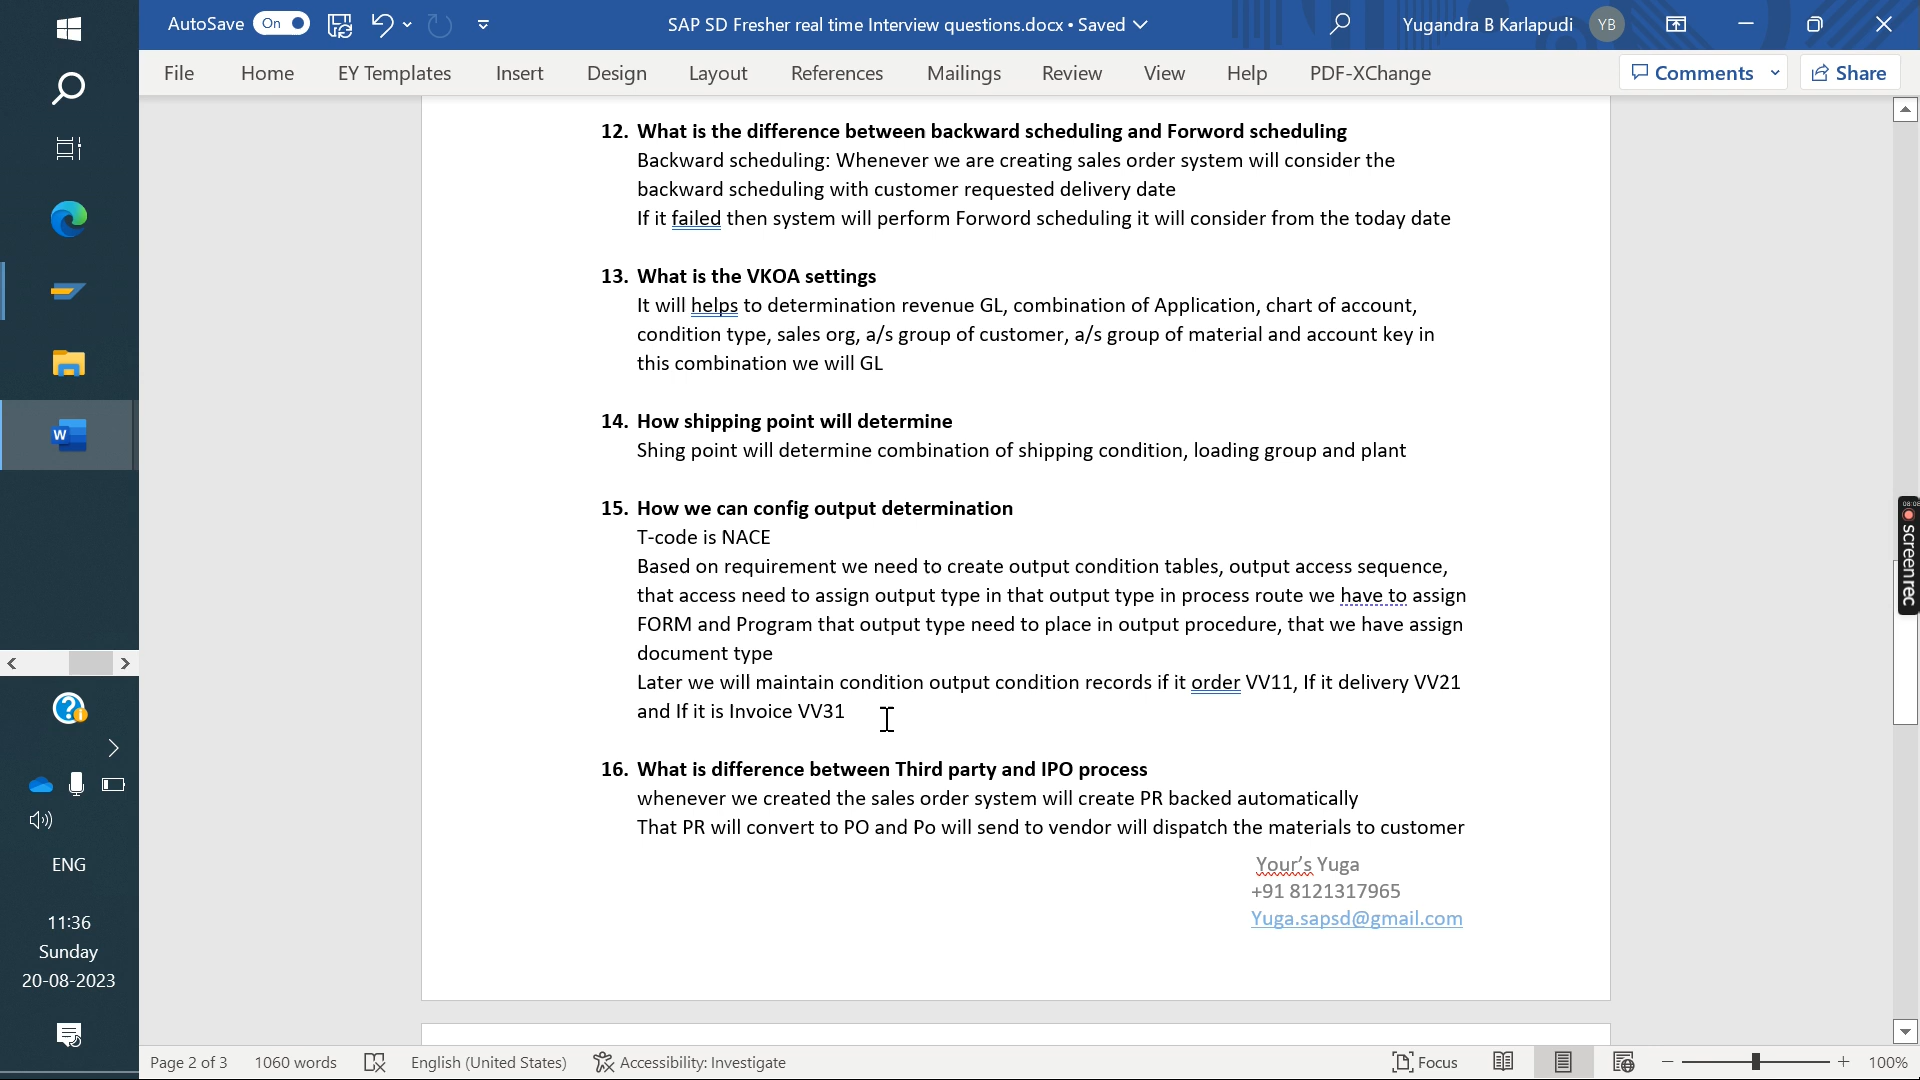 AutoSave On
SAP SD Fresher real time Interview questions.docx • Saved
Yugandra B Karlapudi YB
File Home EY Templates Insert Design Layout References Mailings Review View Help PDF-XChange Comments Share
12. What is the difference between backward scheduling and Forword scheduling
Backward scheduling: Whenever we are creating sales order system will consider the
backward scheduling with customer requested delivery date
If it failed then system will perform Forword scheduling it will consider from the today date
13. What is the VKOA settings
It will helps to determination revenue GL, combination of Application, chart of account,
condition type, sales org, a/s group of customer, a/s group of material and account key in
this combination we will GL
14. How shipping point will determine
Shing point will determine combination of shipping condition, loading group and plant
15. How we can config output determination
T-code is NACE
Based on requirement we need to create output condition tables, output access sequence,
that access need to assign output type in that output type in process route we have to assign
FORM and Program that output type need to place in output procedure, that we have assign
document type
Later we will maintain condition output condition records if it order VV11, If it delivery VV21
and If it is Invoice VV31
16. What is difference between Third party and IPO process
whenever we created the sales order system will create PR backed automatically
That PR will convert to PO and Po will send to vendor will dispatch the materials to customer
Your’s Yuga
+91 8121317965
Yuga.sapsd@gmail.com
W
ENG
11:36
Sunday
20-08-2023
screenrec
Page 2 of 3 1060 words English (United States) Accessibility: Investigate Focus 100%